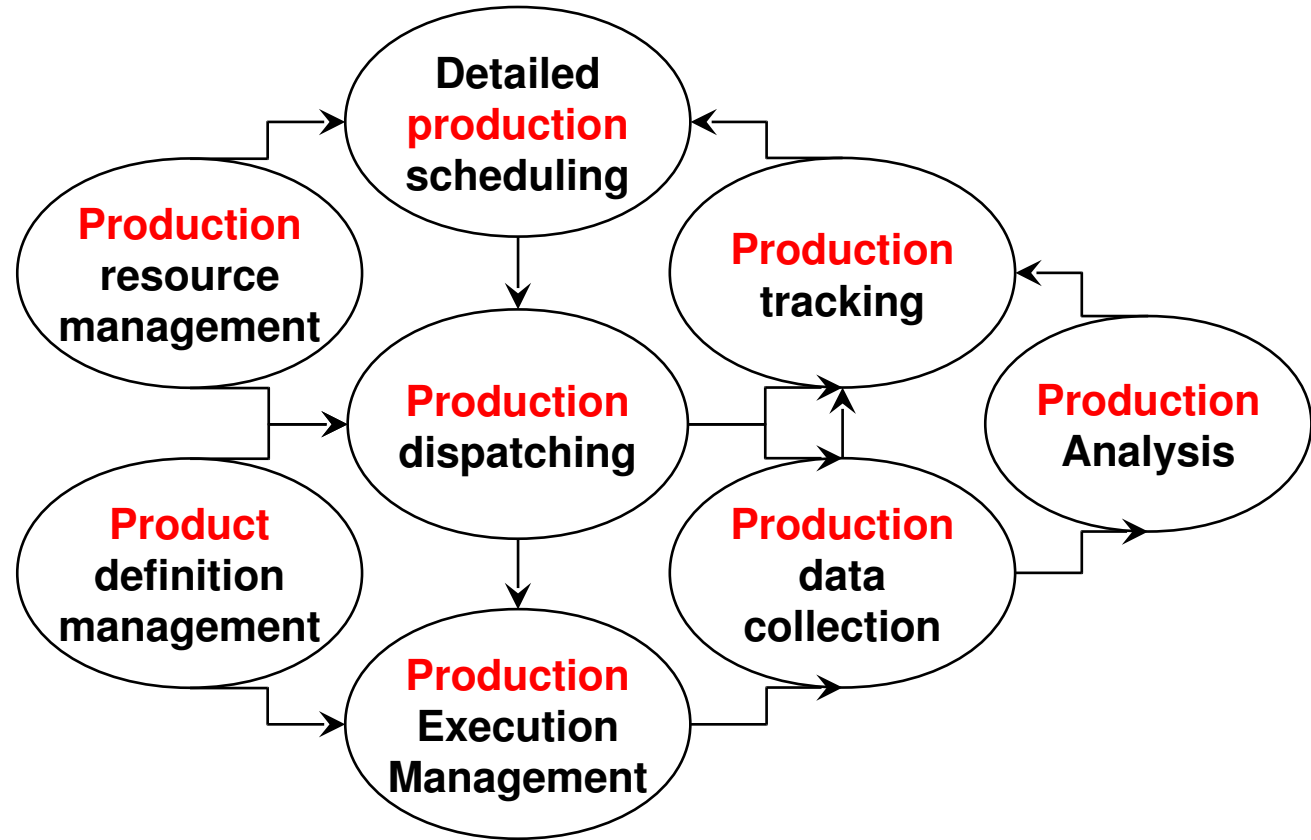 Detailed
production
scheduling
Production
resource
management
Production
tracking
Production
dispatching
Production
Analysis
Product
definition
management
Production
data
collection
Production
Execution
Management